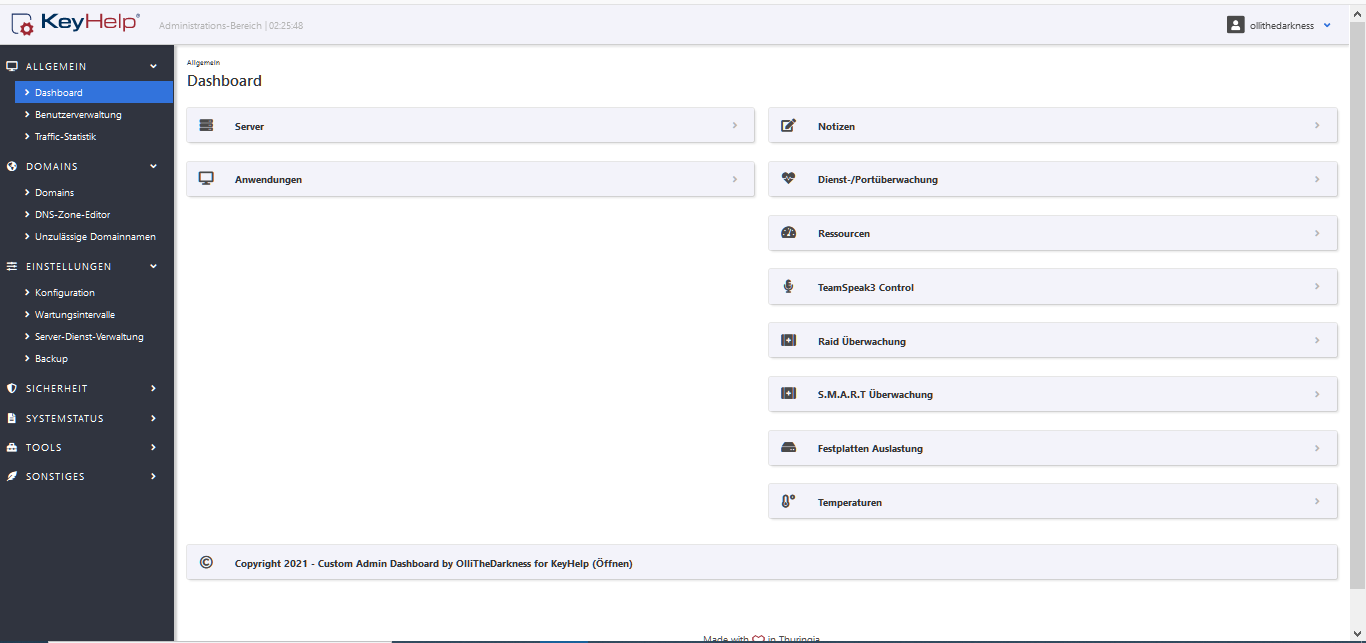 KeyHelp®
Administrations-Bereich | 02:25:48
ollithedarkness
ALLGEMEIN
Dashboard
Benutzerverwaltung
Traffic-Statistik
DOMAINS
Domains
DNS-Zone-Editor
Unzulässige Domainnamen
EINSTELLUNGEN
Konfiguration
Wartungsintervalle
Server-Dienst-Verwaltung
Backup
SICHERHEIT
SYSTEMSTATUS
TOOLS
SONSTIGES
Allgemein
Dashboard
Server
Anwendungen
Notizen
Dienst-/Portüberwachung
Ressourcen
TeamSpeak3 Control
Raid Überwachung
S.M.A.R.T Überwachung
Festplatten Auslastung
Temperaturen
© Copyright 2021 - Custom Admin Dashboard by OlliTheDarkness for KeyHelp (Öffnen)
Made with ♡ in Thuringia